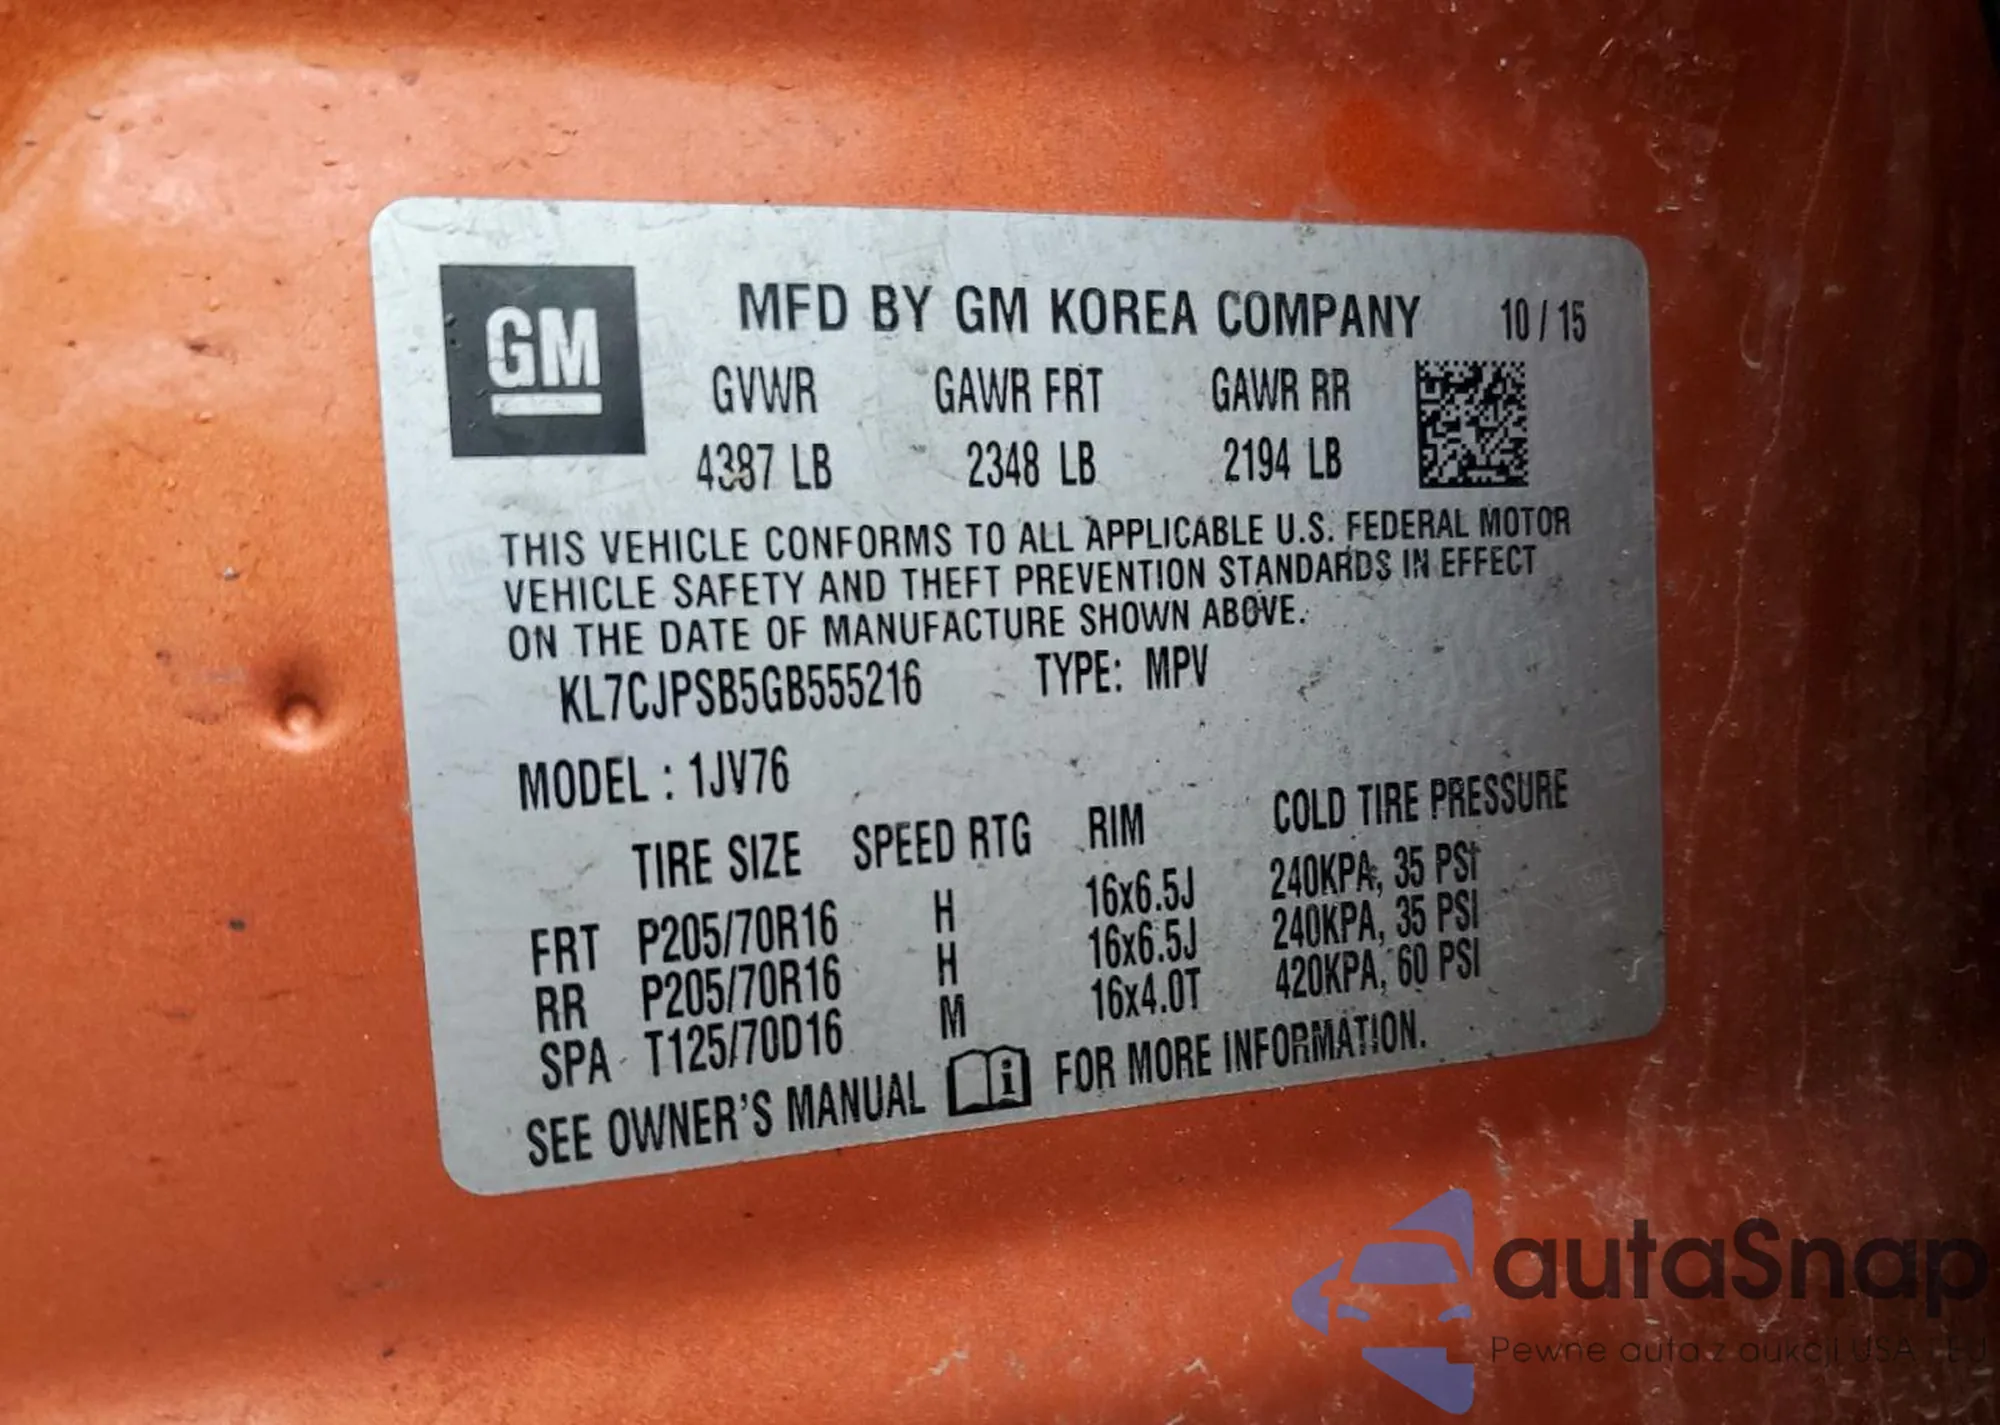 GM
MFD BY GM KOREA COMPANY 10 / 15
GVWR GAWR FRT GAWR RR
4387 LB 2348 LB 2194 LB
THIS VEHICLE CONFORMS TO ALL APPLICABLE U.S. FEDERAL MOTOR
VEHICLE SAFETY AND THEFT PREVENTION STANDARDS IN EFFECT
ON THE DATE OF MANUFACTURE SHOWN ABOVE.
KL7CJPSB5GB555216 TYPE: MPV
MODEL : 1JV76
TIRE SIZE SPEED RTG RIM COLD TIRE PRESSURE
FRT P205/70R16 H 16x6.5J 240KPA, 35 PSI
RR P205/70R16 H 16x6.5J 240KPA, 35 PSI
SPA T125/70D16 M 16x4.0T 420KPA, 60 PSI
SEE OWNER'S MANUAL i FOR MORE INFORMATION.
autaSnap
Pewne auta z aukcji USA i EU